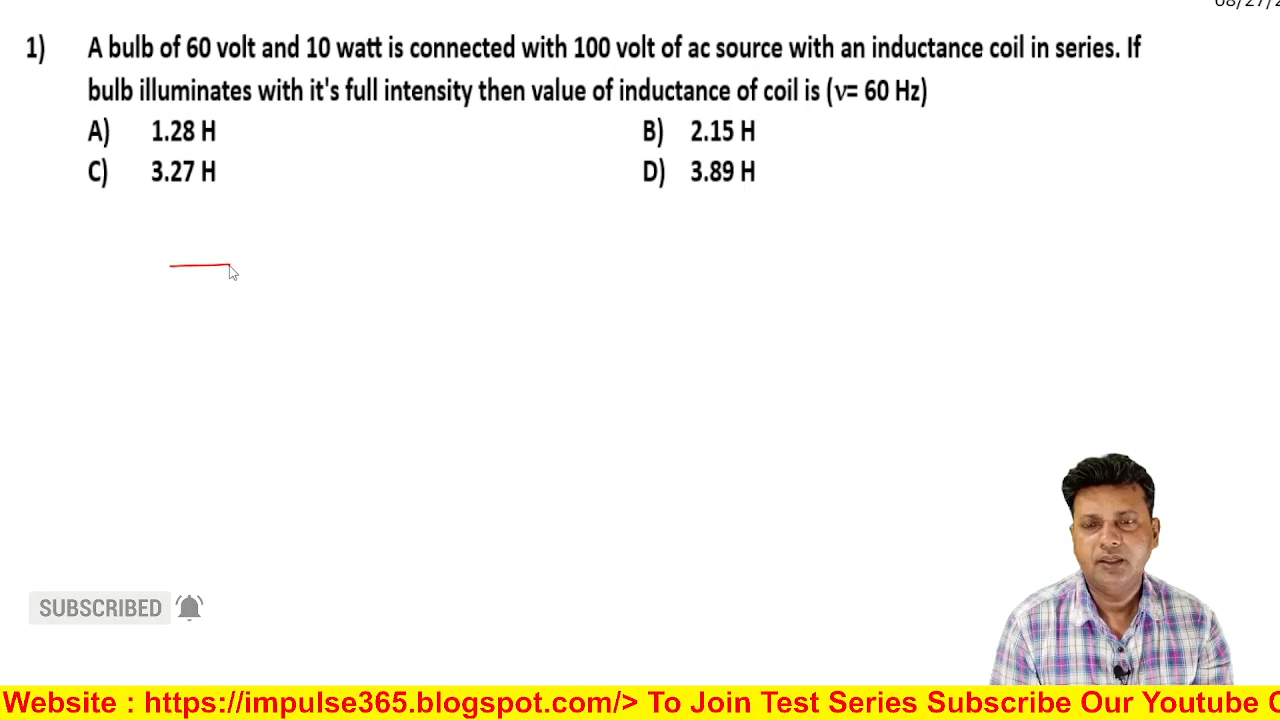 1) A bulb of 60 volt and 10 watt is connected with 100 volt of ac source with an inductance coil in series. If
bulb illuminates with it's full intensity then value of inductance of coil is (v= 60 Hz)
A) 1.28 H B) 2.15 H
C) 3.27 H D) 3.89 H
SUBSCRIBED
Website : https://impulse365.blogspot.com/> To Join Test Series Subscribe Our Youtube